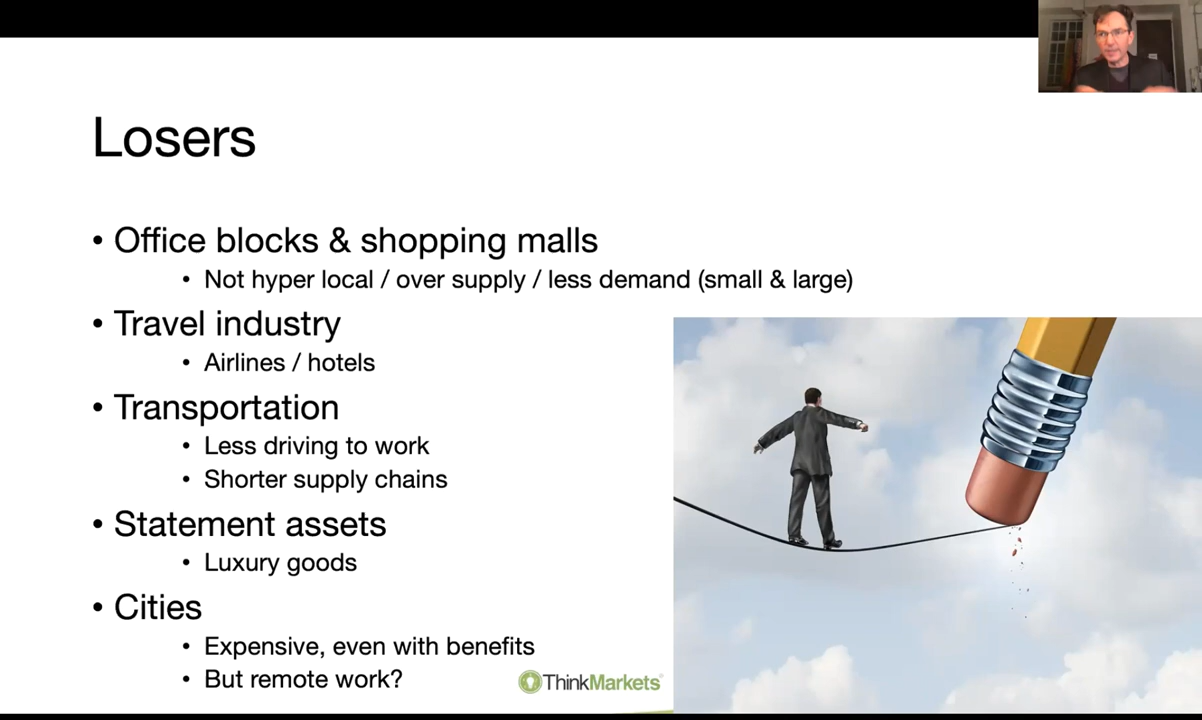 Losers
• Office blocks & shopping malls
• Not hyper local / over supply / less demand (small & large)
• Travel industry
• Airlines / hotels
• Transportation
• Less driving to work
• Shorter supply chains
• Statement assets
• Luxury goods
• Cities
• Expensive, even with benefits
• But remote work?
ThinkMarkets